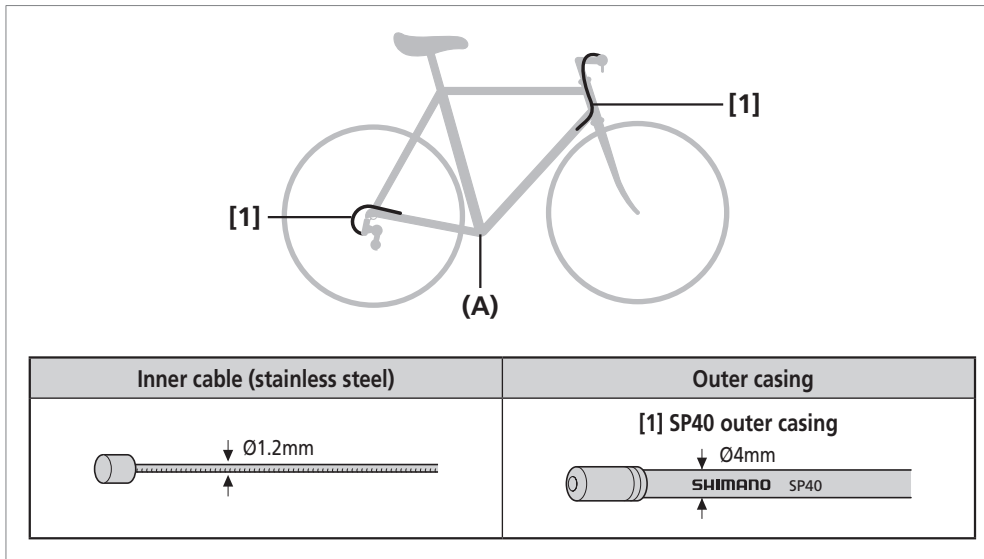 [1]
[1]
(A)
Inner cable (stainless steel)
Outer casing
Ø1.2mm
[1] SP40 outer casing
Ø4mm
SHIMANO SP40